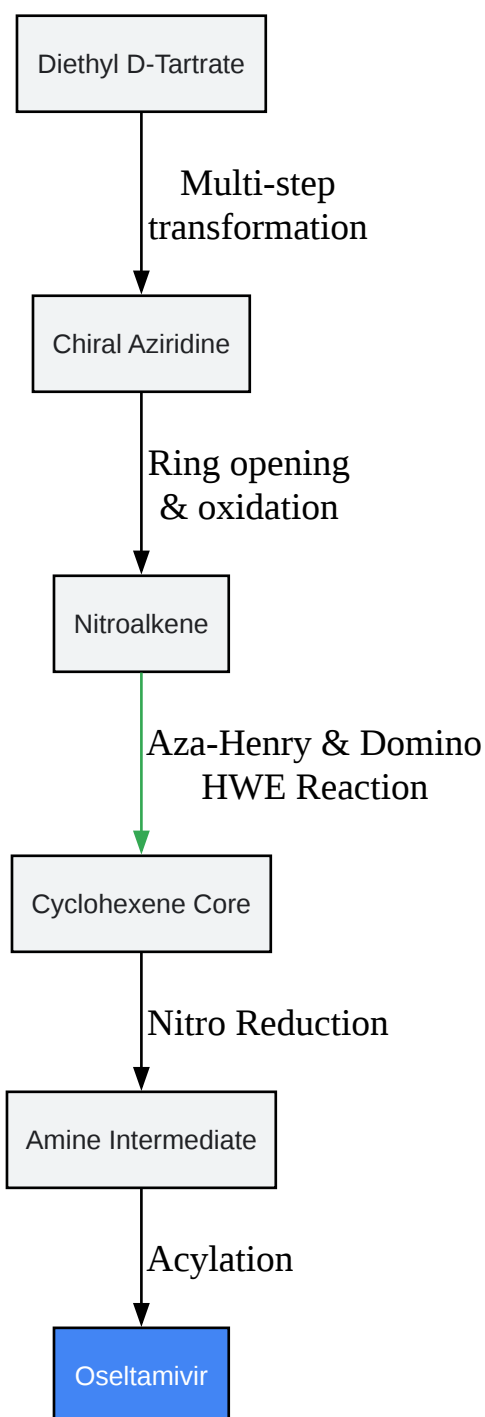 Diethyl D-Tartrate
Multi-step
transformation
Chiral Aziridine
Ring opening
& oxidation
Nitroalkene
Aza-Henry & Domino
HWE Reaction
Cyclohexene Core
Nitro Reduction
Amine Intermediate
Acylation
Oseltamivir